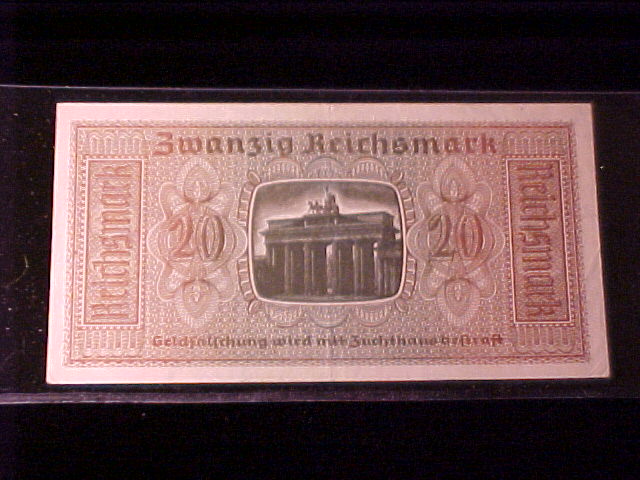 Zwanzig Reichsmark
Reichsmark
20
20
Reichsmark
Geldfälschung wird mit Zuchthaus bestraft